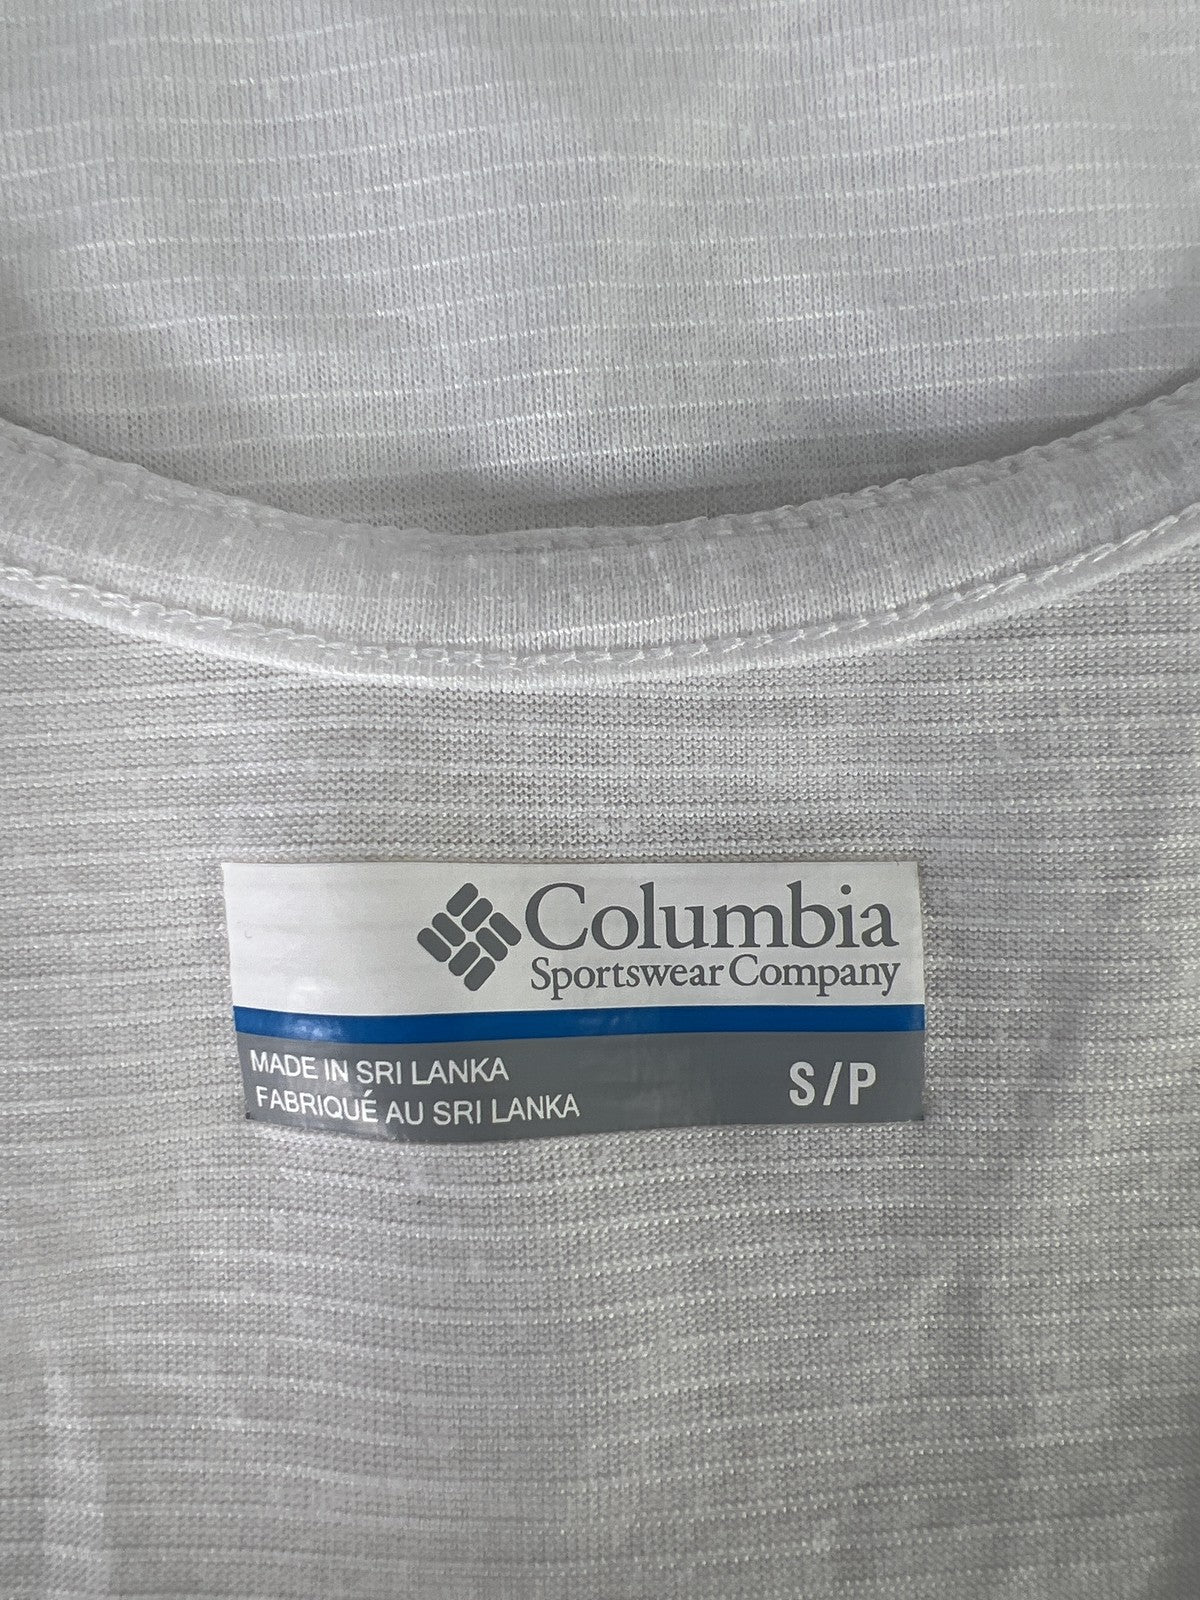 Columbia
Sportswear Company
MADE IN SRI LANKA
FABRIQUÉ AU SRI LANKA
S/P